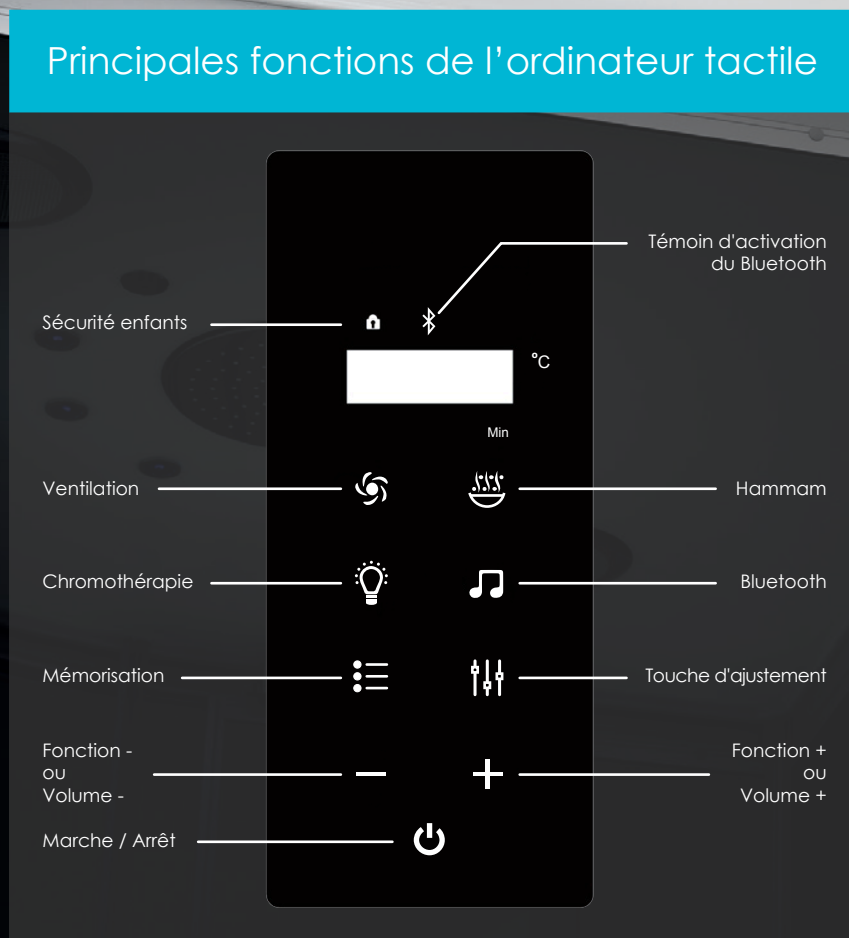 Principales fonctions de l'ordinateur tactile
Témoin d'activation
du Bluetooth
Sécurité enfants
°C
Min
Ventilation
Hammam
Chromothérapie
Bluetooth
Mémorisation
Touche d'ajustement
Fonction -
ou
Volume -
Fonction +
ou
Volume +
Marche / Arrêt